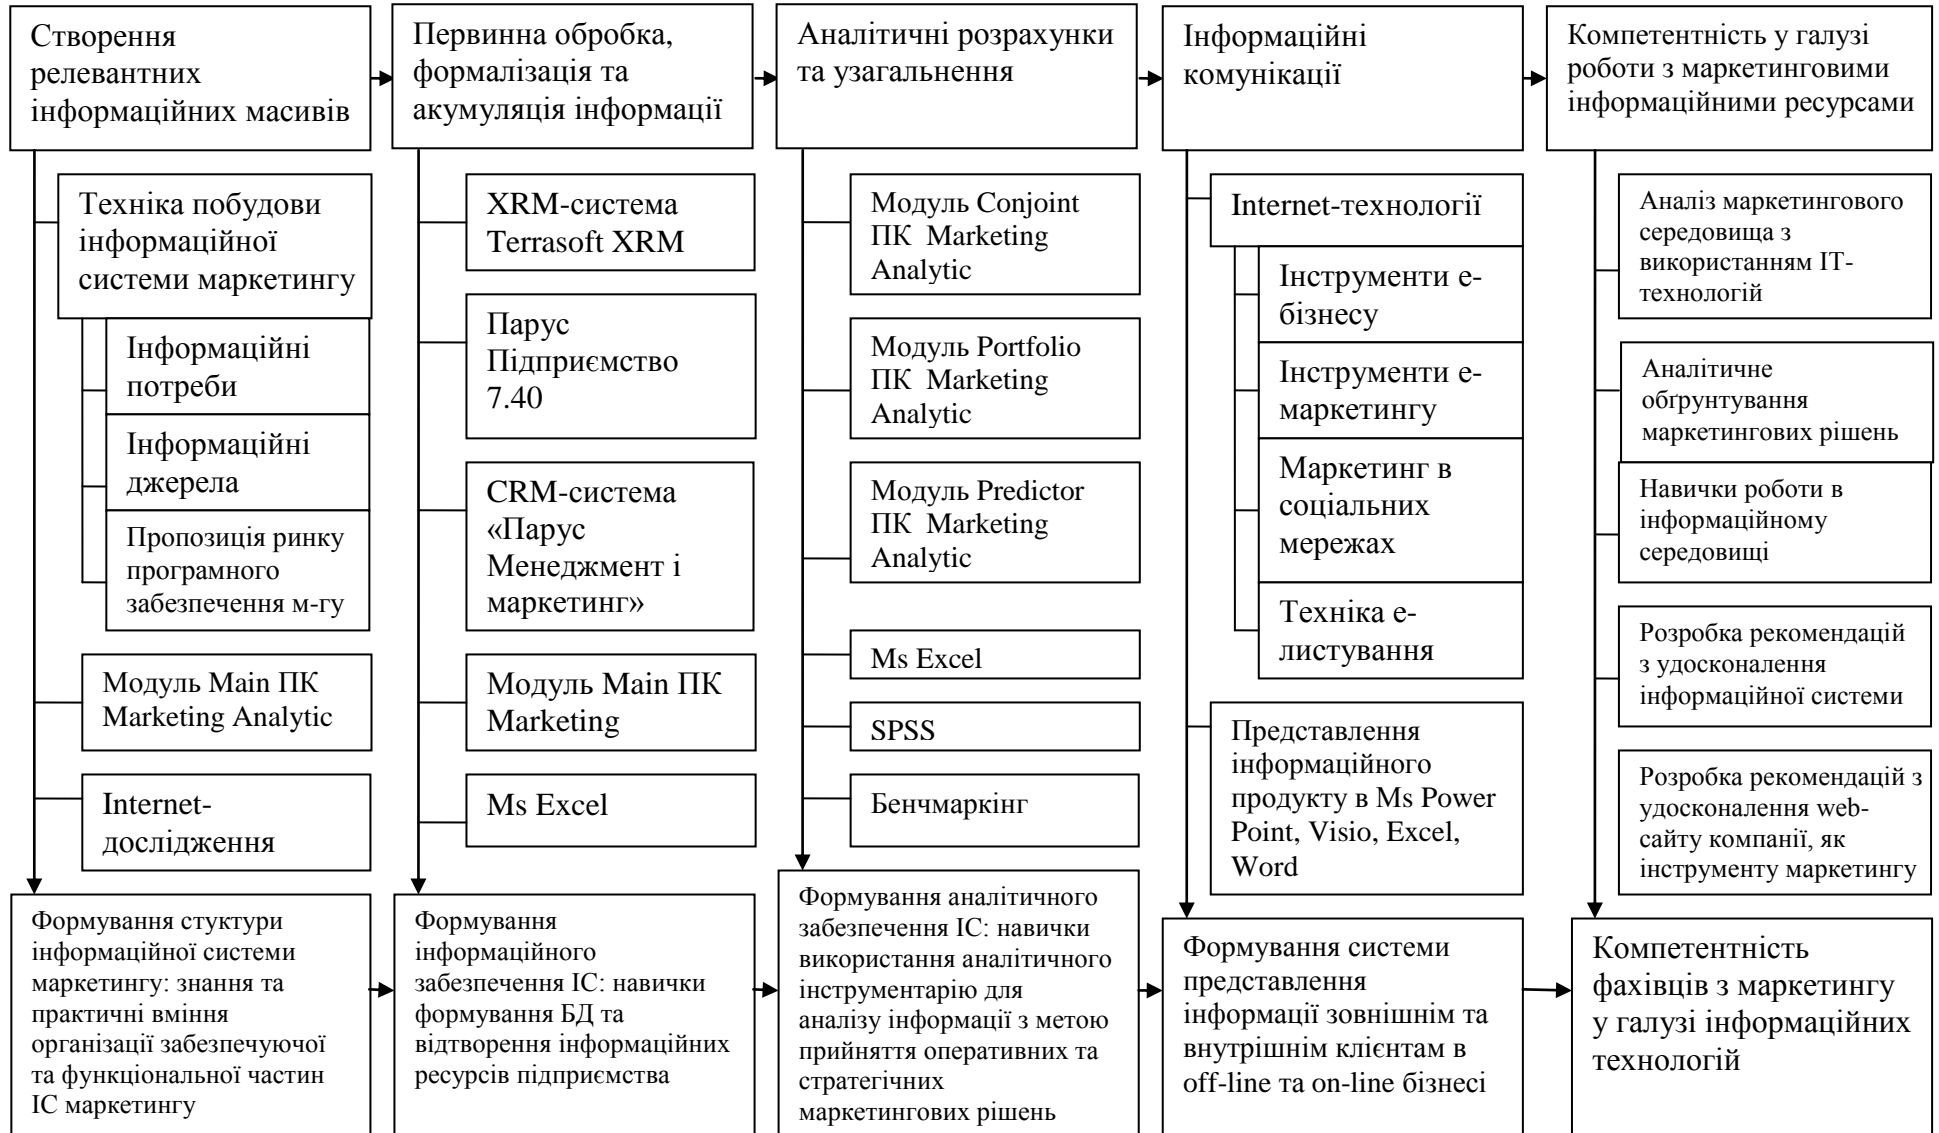 Створення
релевантних
інформаційних масивів
Первинна обробка,
формалізація та
акумуляція інформації
Аналітичні розрахунки
та узагальнення
Інформаційні
комунікації
Компетентність у галузі
роботи з маркетинговими
інформаційними ресурсами
Техніка побудови
інформаційної
системи маркетингу
Інформаційні
потреби
Інформаційні
джерела
Пропозиція ринку
програмного
забезпечення м-гу
Модуль Main ПК
Marketing Analytic
Internet-
дослідження
Формування стуктури
інформаційної системи
маркетингу: знання та
практичні вміння
організації забезпечуючої
та функціональної частин
ІС маркетингу
XRM-система
Terrasoft XRM
Парус
Підприємство
7.40
CRM-система
«Парус
Менеджмент і
маркетинг»
Модуль Main ПК
Marketing
Ms Excel
Формування
інформаційного
забезпечення ІС: навички
формування БД та
відтворення інформаційних
ресурсів підприємства
Модуль Conjoint
ПК Marketing
Analytic
Модуль Portfolio
ПК Marketing
Analytic
Модуль Predictor
ПК Marketing
Analytic
Ms Excel
SPSS
Бенчмаркінг
Формування аналітичного
забезпечення ІС: навички
використання аналітичного
інструментарію для
аналізу інформації з метою
прийняття оперативних та
стратегічних
маркетингових рішень
Internet-технології
Інструменти е-
бізнесу
Інструменти е-
маркетингу
Маркетинг в
соціальних
мережах
Техніка е-
листування
Представлення
інформаційного
продукту в Ms Power
Point, Visio, Excel,
Word
Формування системи
представлення
інформації зовнішнім та
внутрішнім клієнтам в
off-line та on-line бізнесі
Аналіз маркетингового
середовища з
використанням ІТ-
технологій
Аналітичне
обґрунтування
маркетингових рішень
Навички роботи в
інформаційному
середовищі
Розробка рекомендацій
з удосконалення
інформаційної системи
Розробка рекомендацій з
удосконалення web-
сайту компанії, як
інструменту маркетингу
Компетентність
фахівців з маркетингу
у галузі інформаційних
технологій